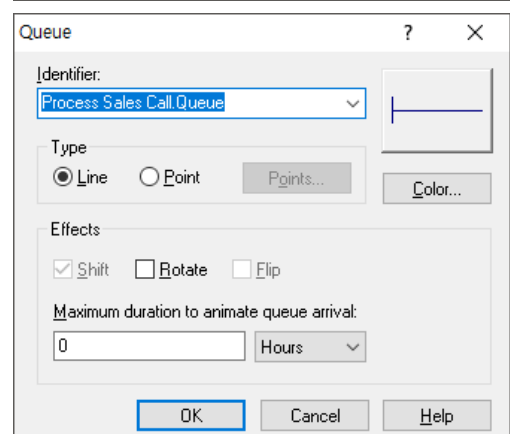 Queue ? ×
Identifier:
Process Sales Call.Queue
Type
Line Point Points...
Color...
Effects
Shift Rotate Flip
Maximum duration to animate queue arrival:
0 Hours
OK Cancel Help